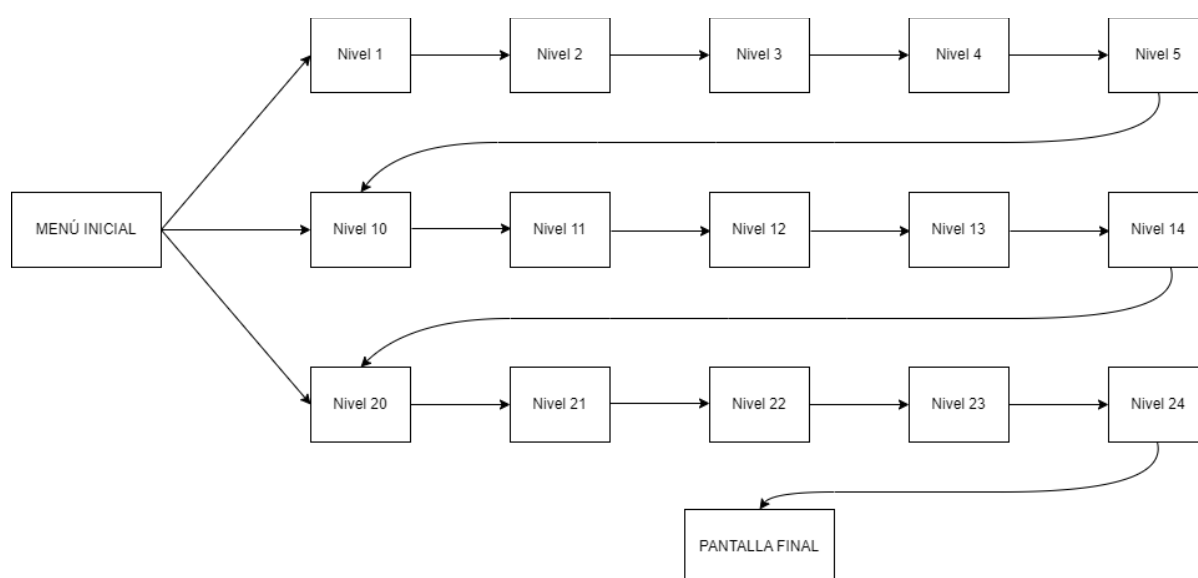 Nivel 1
Nivel 2
Nivel 3
Nivel 4
Nivel 5
MENÚ INICIAL
Nivel 10
Nivel 11
Nivel 12
Nivel 13
Nivel 14
Nivel 20
Nivel 21
Nivel 22
Nivel 23
Nivel 24
PANTALLA FINAL